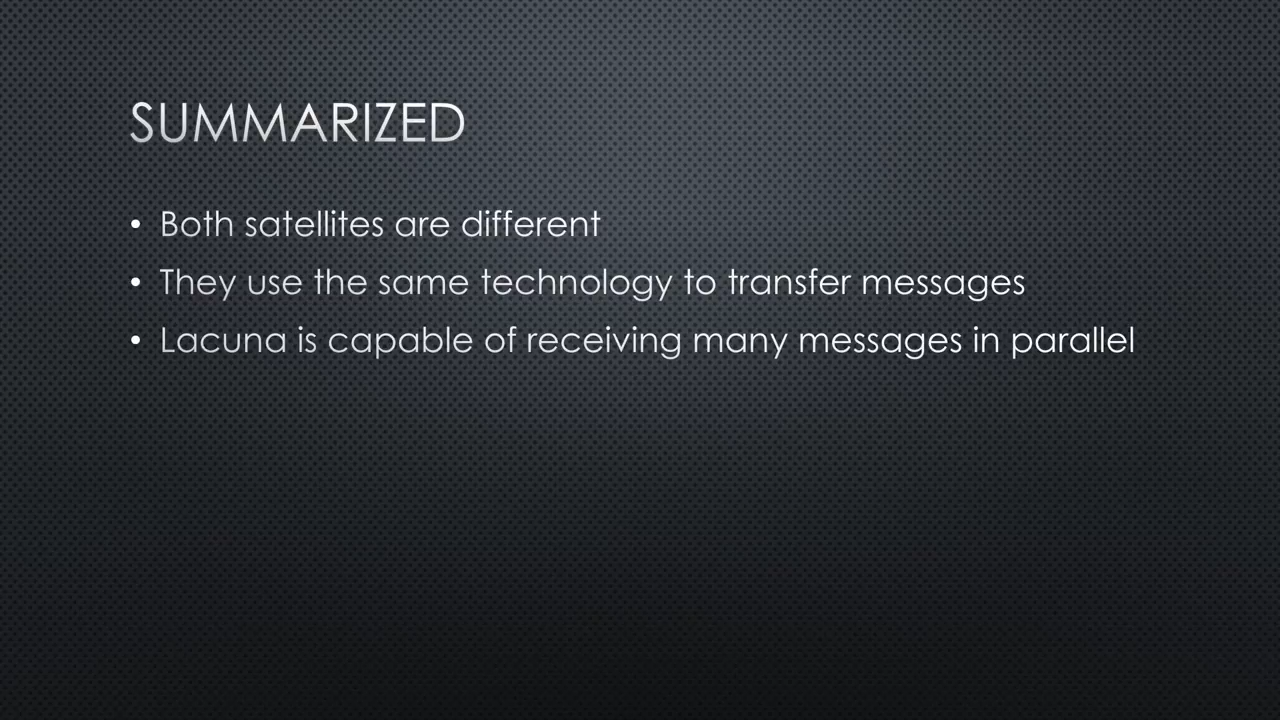 SUMMARIZED
• Both satellites are different
• They use the same technology to transfer messages
• Lacuna is capable of receiving many messages in parallel